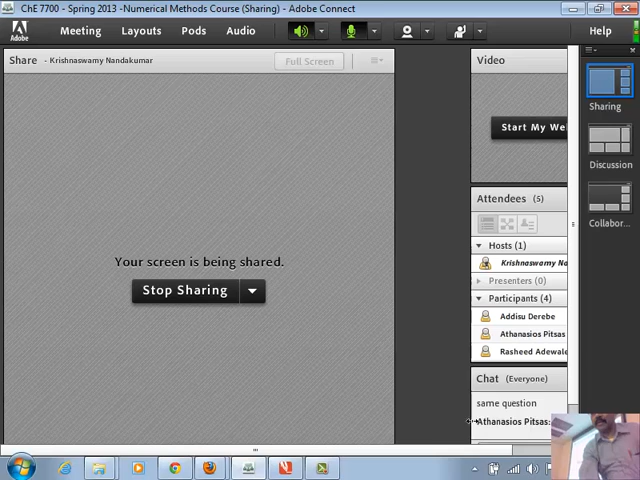 ChE 7700 - Spring 2013 -Numerical Methods Course (Sharing) - Adobe Connect
Adobe
Meeting Layouts Pods Audio Help
Share - Krishnaswamy Nandakumar
Full Screen
Video
Start My We
Sharing
Discussion
Collabor...
Attendees (5)
Hosts (1)
Krishnaswamy Na
Presenters (0)
Participants (4)
Addisu Derebe
Athanasios Pitsas
Rasheed Adewale
Your screen is being shared.
Stop Sharing
Chat (Everyone)
same question
Athanasios Pitsas: